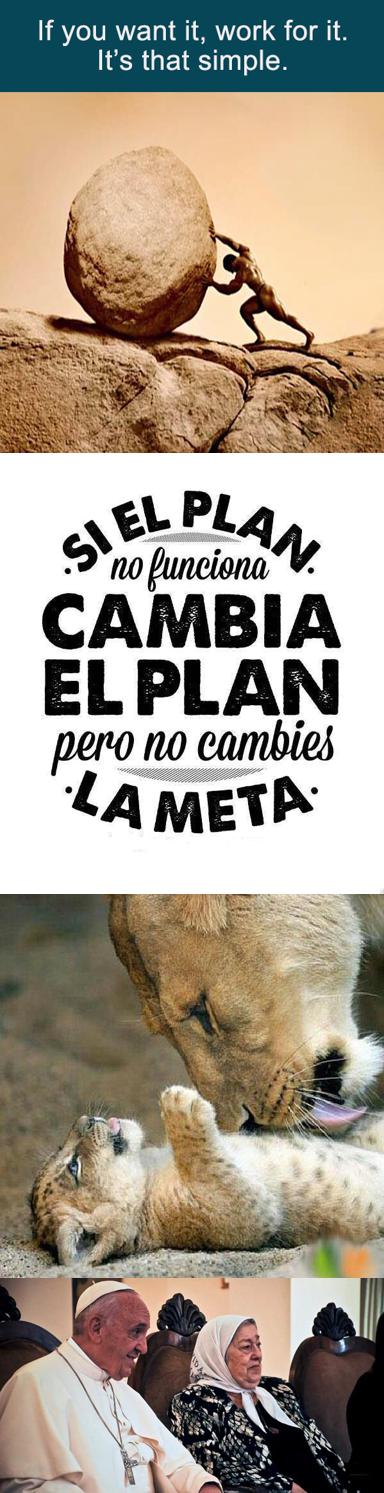 If you want it, work for it.
It's that simple.
SI EL PLAN
no funciona
CAMBIA
EL PLAN
pero no cambies
LA META